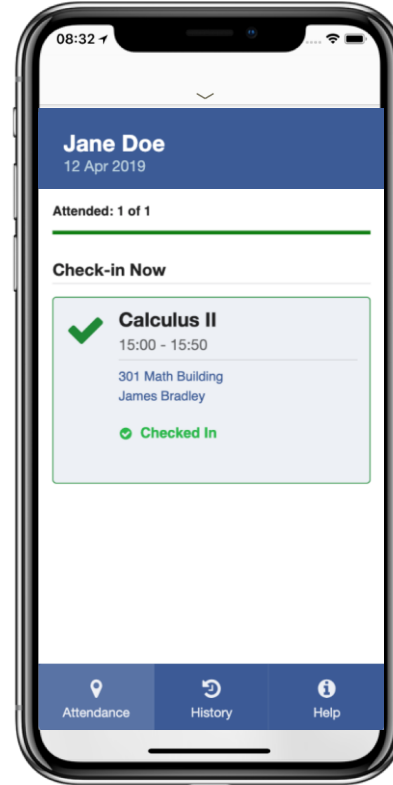 08:32
Jane Doe
12 Apr 2019
Attended: 1 of 1
Check-in Now
Calculus II
15:00 - 15:50
301 Math Building
James Bradley
Checked In
Attendance
History
Help